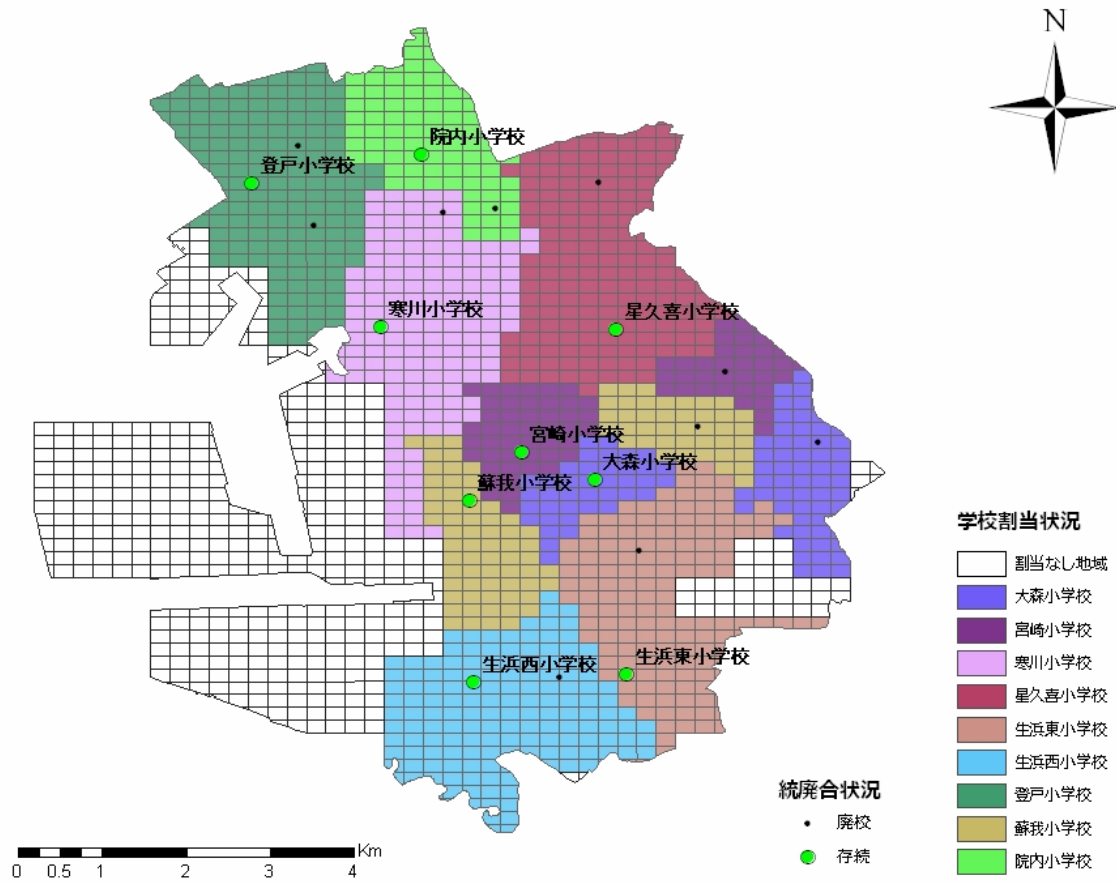 N
院内小学校
登戸小学校
寒川小学校
星久喜小学校
宮崎小学校
大森小学校
蘇我小学校
生浜西小学校
生浜東小学校
学校割当状況
割当なし地域
大森小学校
宮崎小学校
寒川小学校
星久喜小学校
生浜東小学校
生浜西小学校
登戸小学校
蘇我小学校
院内小学校
統廃合状況
廃校
存続
Km
0 0.5 1 2 3 4